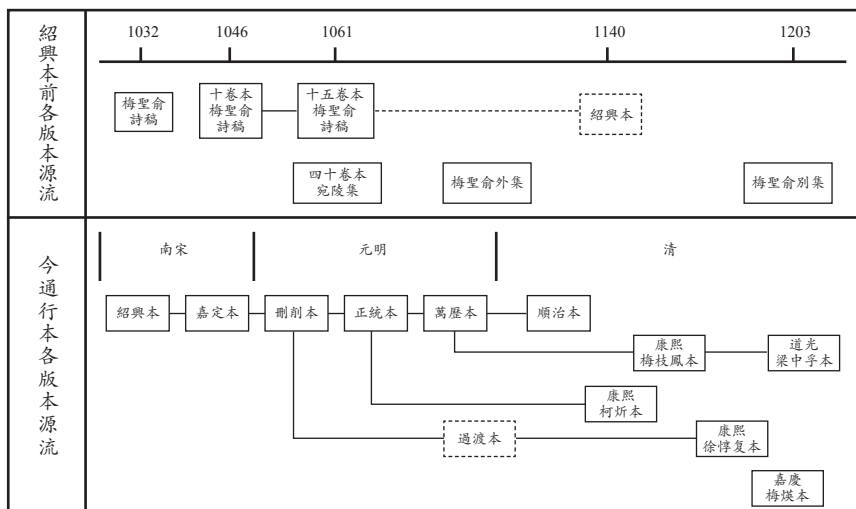 紹興本前各版本源流
1032
1046
1061
1140
1203
梅聖俞
詩稿
十卷本
梅聖俞
詩稿
十五卷本
梅聖俞
詩稿
紹興本
四十卷本
宛陵集
梅聖俞外集
梅聖俞別集
今通行本各版本源流
南宋
元明
清
紹興本
嘉定本
刪削本
正統本
萬歷本
順治本
康熙
梅枝鳳本
道光
梁中孚本
康熙
柯炘本
過渡本
康熙
徐惇复本
嘉慶
梅煐本